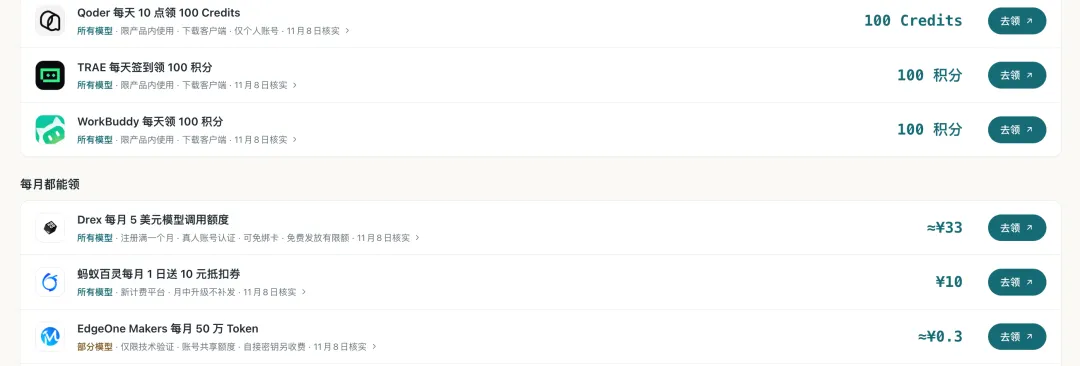 Qoder 每天 10 点领 100 Credits
所有模型 · 限产品内使用 · 下载客户端 · 仅个人账号 · 11月8日核实 >
100 Credits
去领 ↗
TRAE 每天签到领 100 积分
所有模型 · 限产品内使用 · 下载客户端 · 11月8日核实 >
100 积分
去领 ↗
WorkBuddy 每天领 100 积分
所有模型 · 限产品内使用 · 下载客户端 · 11月8日核实 >
100 积分
去领 ↗
每月都能领
Drex 每月 5 美元模型调用额度
所有模型 · 注册满一个月 · 真人账号认证 · 可免绑卡 · 免费发放有限额 · 11月8日核实 >
≈¥33
去领 ↗
蚂蚁百灵每月 1 日送 10 元抵扣券
所有模型 · 新计费平台 · 月中升级不补发 · 11月8日核实 >
¥10
去领 ↗
EdgeOne Makers 每月 50 万 Token
部分模型 · 仅限技术验证 · 账号共享额度 · 自接密钥另收费 · 11月8日核实 >
≈¥0.3
去领 ↗